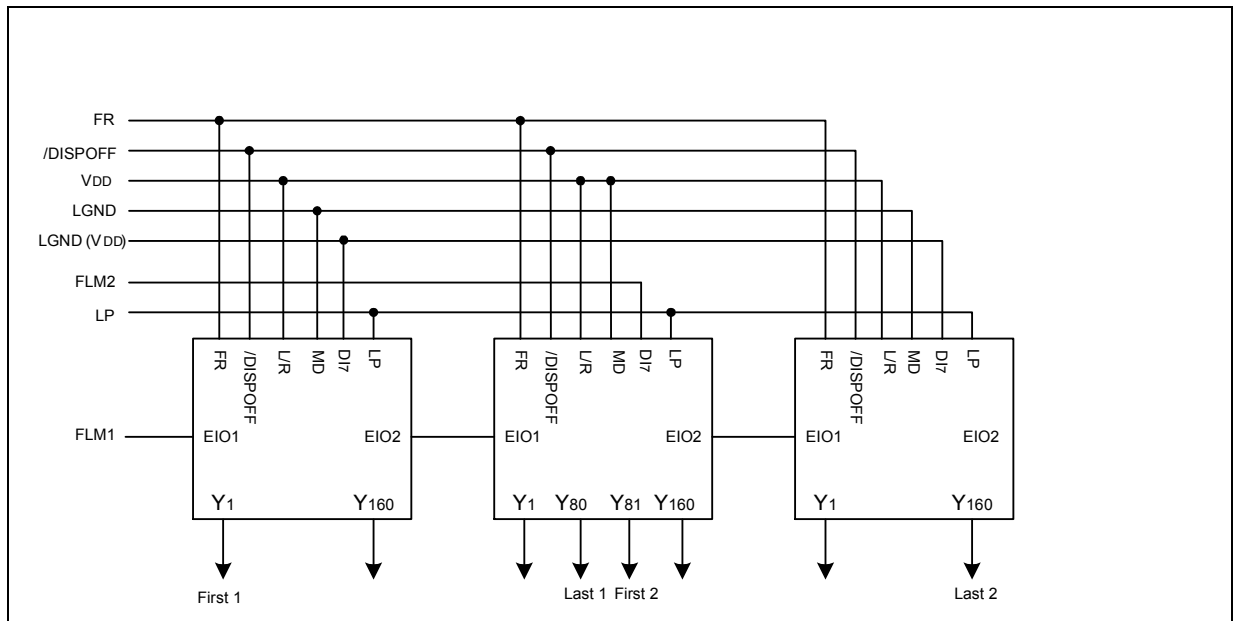 FR
/DISPOFF
VDD
LGND
LGND (VDD)
FLM2
LP
FR /DISPOFF L/R MD DI7 LP
FR /DISPOFF L/R MD DI7 LP
FR /DISPOFF L/R MD DI7 LP
FLM1
EIO1 EIO2
EIO1 EIO2
EIO1 EIO2
Y1 Y160
Y1 Y80 Y81 Y160
Y1 Y160
First 1
Last 1 First 2
Last 2